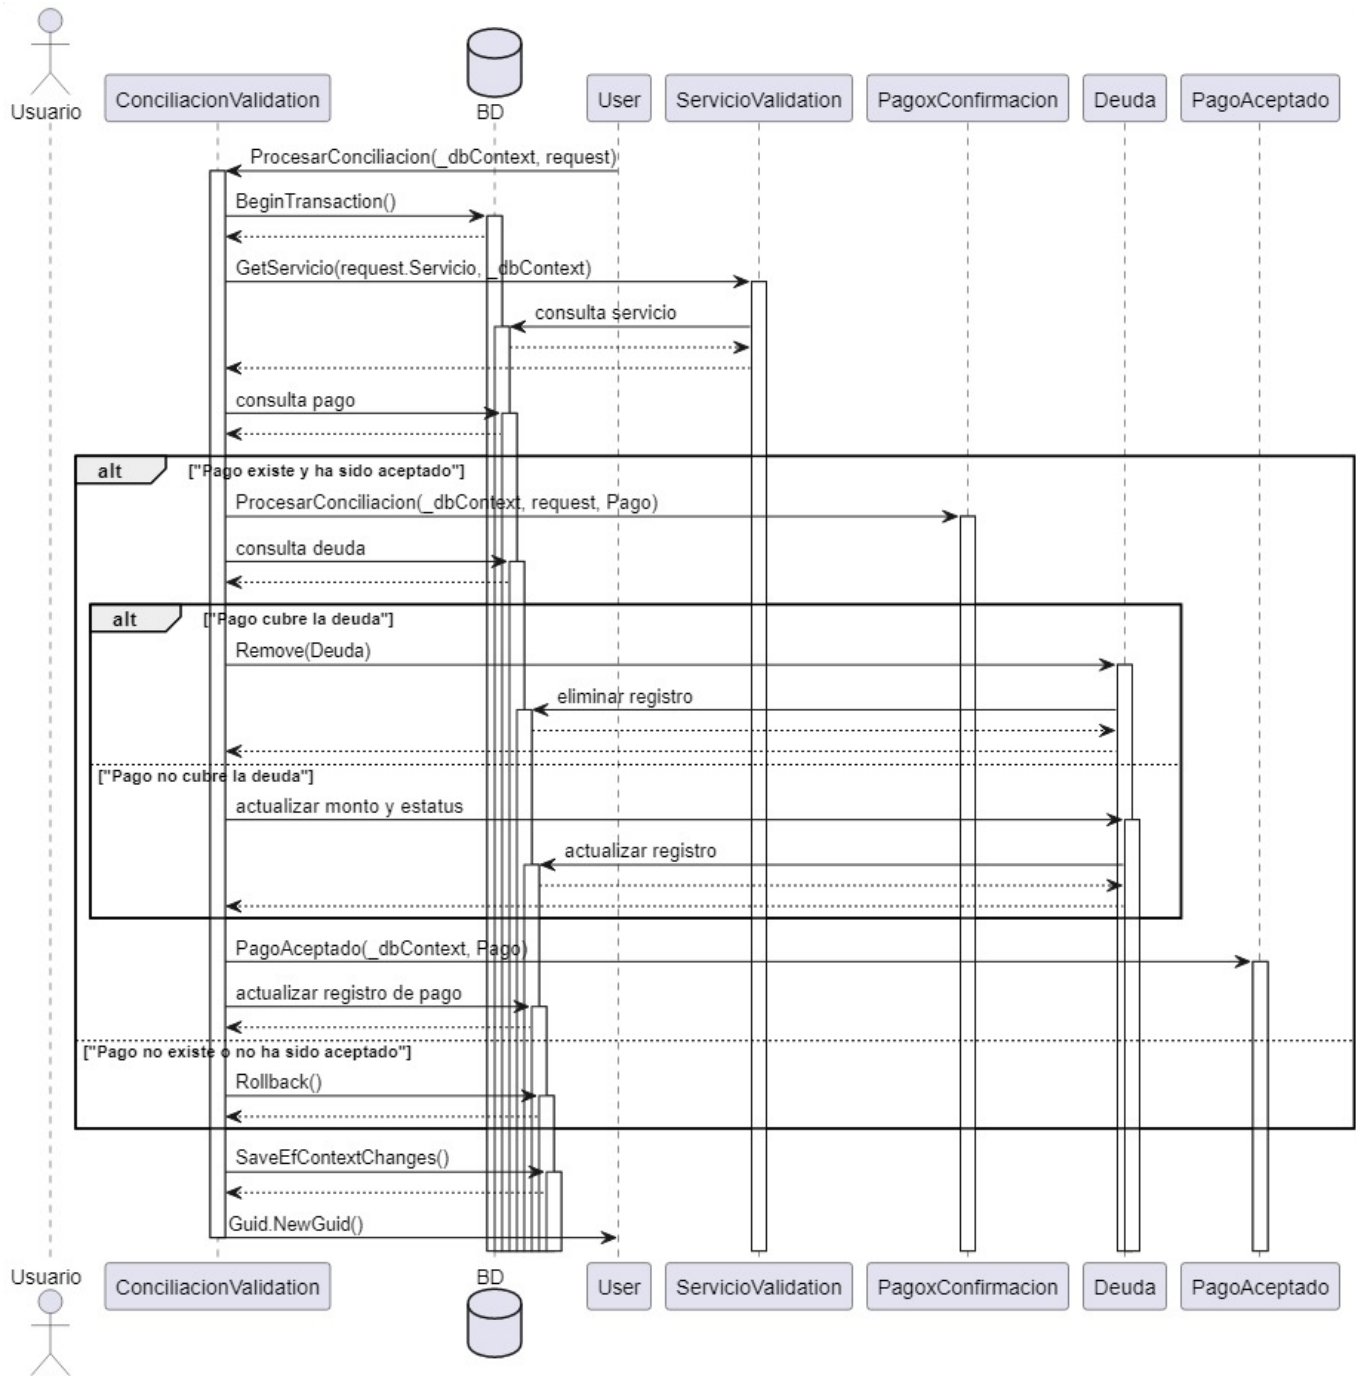 Usuario
ConciliacionValidation
BD
User
ServicioValidation
PagoxConfirmacion
Deuda
PagoAceptado
ProcesarConciliacion(_dbContext, request)
BeginTransaction()
GetServicio(request.Servicio, _dbContext)
consulta servicio
consulta pago
alt ["Pago existe y ha sido aceptado"]
ProcesarConciliacion(_dbContext, request, Pago)
consulta deuda
alt ["Pago cubre la deuda"]
Remove(Deuda)
eliminar registro
["Pago no cubre la deuda"]
actualizar monto y estatus
actualizar registro
PagoAceptado(_dbContext, Pago)
actualizar registro de pago
["Pago no existe o no ha sido aceptado"]
Rollback()
SaveEfContextChanges()
Guid.NewGuid()
Usuario
ConciliacionValidation
BD
User
ServicioValidation
PagoxConfirmacion
Deuda
PagoAceptado